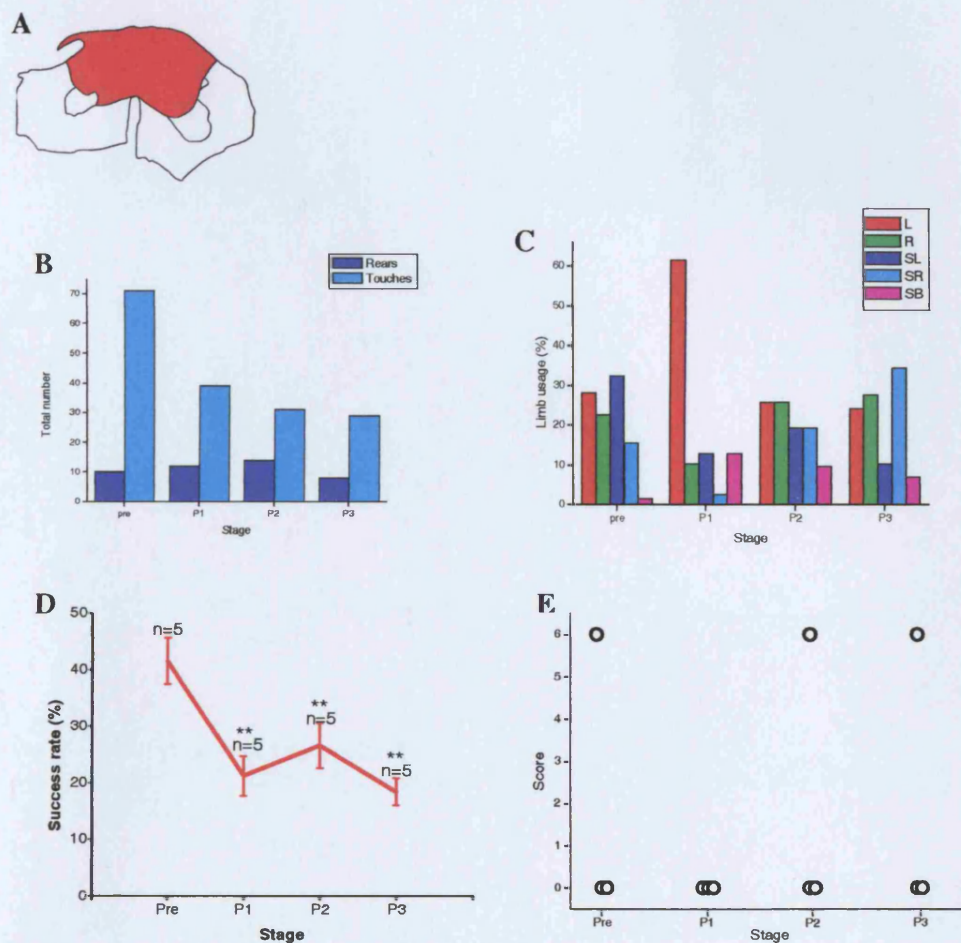 A
B
Rears
Touches
Total number
70
60
50
40
30
20
10
0
pre P1 P2 P3
Stage
C
L
R
SL
SR
SB
Limb usage (%)
60
50
40
30
20
10
0
pre P1 P2 P3
Stage
D
Success rate (%)
50
40
30
20
10
0
n=5
**
n=5
**
n=5
**
n=5
Pre P1 P2 P3
Stage
E
Score
6
5
4
3
2
1
0
Pre P1 P2 P3
Stage